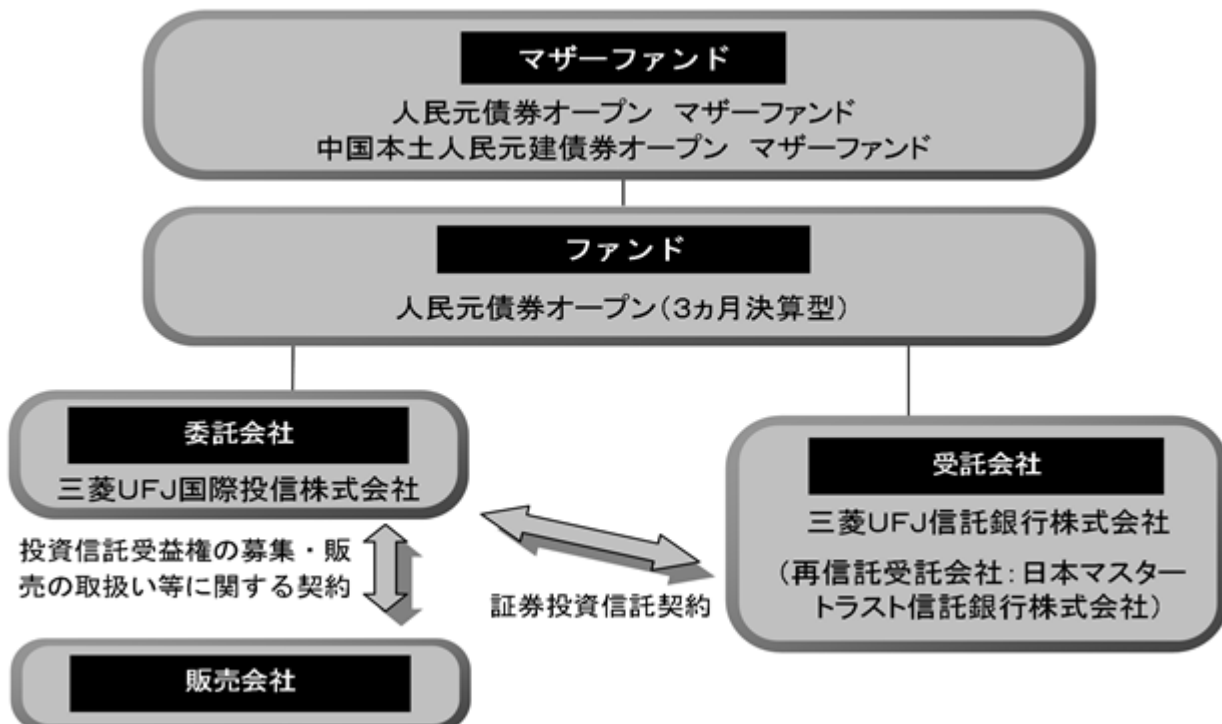 マザーファンド
人民元債券オープン　マザーファンド
中国本土人民元建債券オープン　マザーファンド
ファンド
人民元債券オープン（３ヵ月決算型）
委託会社
三菱ＵＦＪ国際投信株式会社
投資信託受益権の募集・販
売の取扱い等に関する契約
証券投資信託契約
受託会社
三菱ＵＦＪ信託銀行株式会社
（再信託受託会社：日本マスター
トラスト信託銀行株式会社）
販売会社